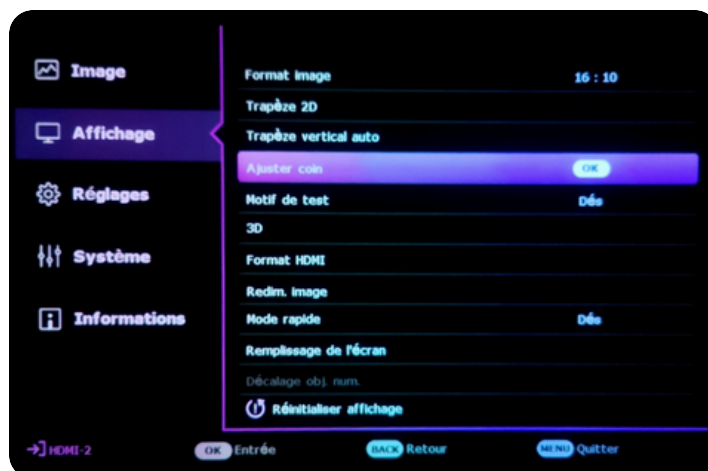 Image
Affichage
Réglages
Système
Informations
Format image 16 : 10
Trapèze 2D
Trapèze vertical auto
Ajuster coin OK
Motif de test Dés
3D
Format HDMI
Redim. image
Mode rapide Dés
Remplissage de l'écran
Décalage obj. num.
Réinitialiser affichage
HDMI-2 OK Entrée BACK Retour MENU Quitter